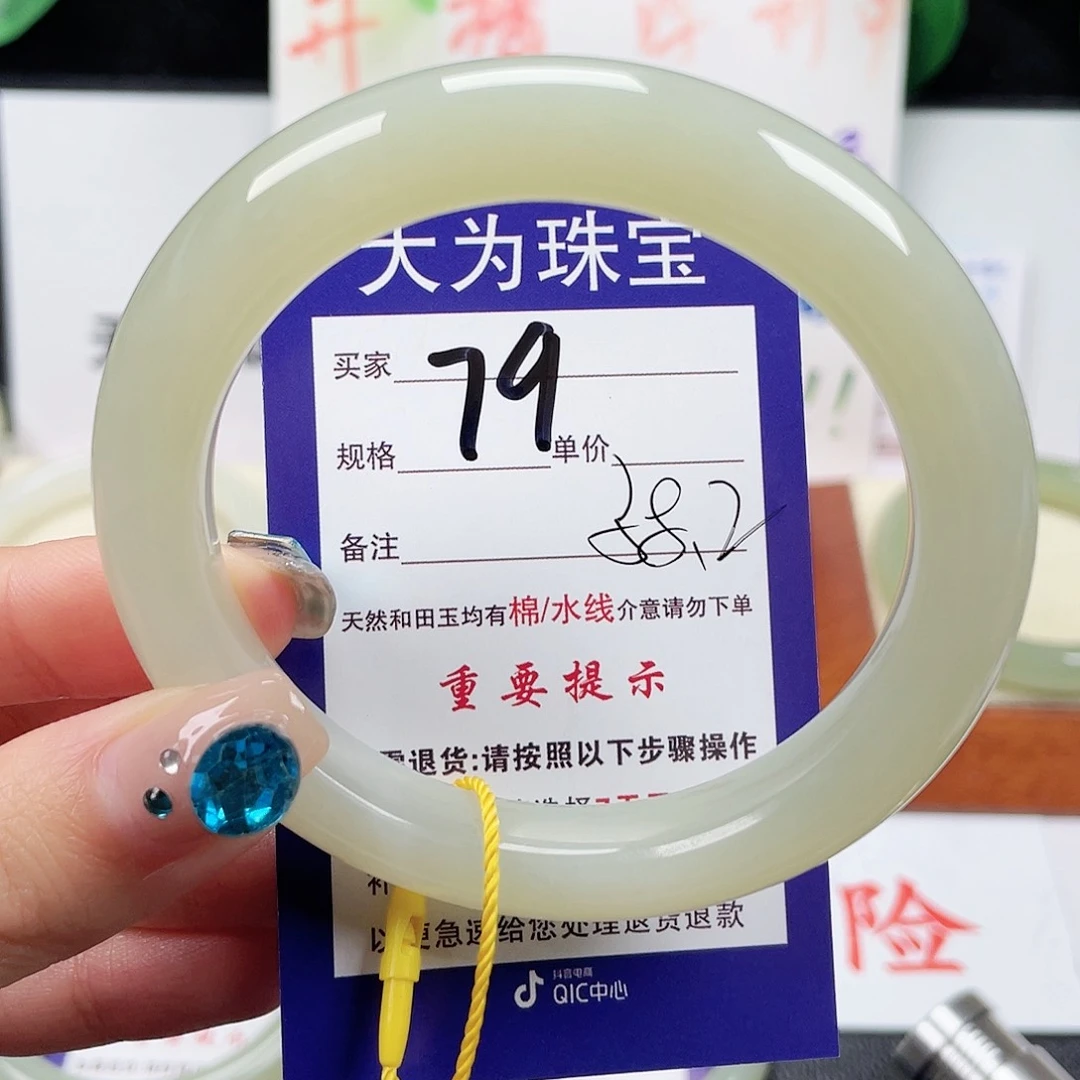 大为珠宝
买家 79
规格 单价
备注 58.2
天然和田玉均有棉/水线介意请勿下单
重要提示
需退货:请按照以下步骤操作
以便急速给您处理退货退款
抖音电商
QIC中心
险